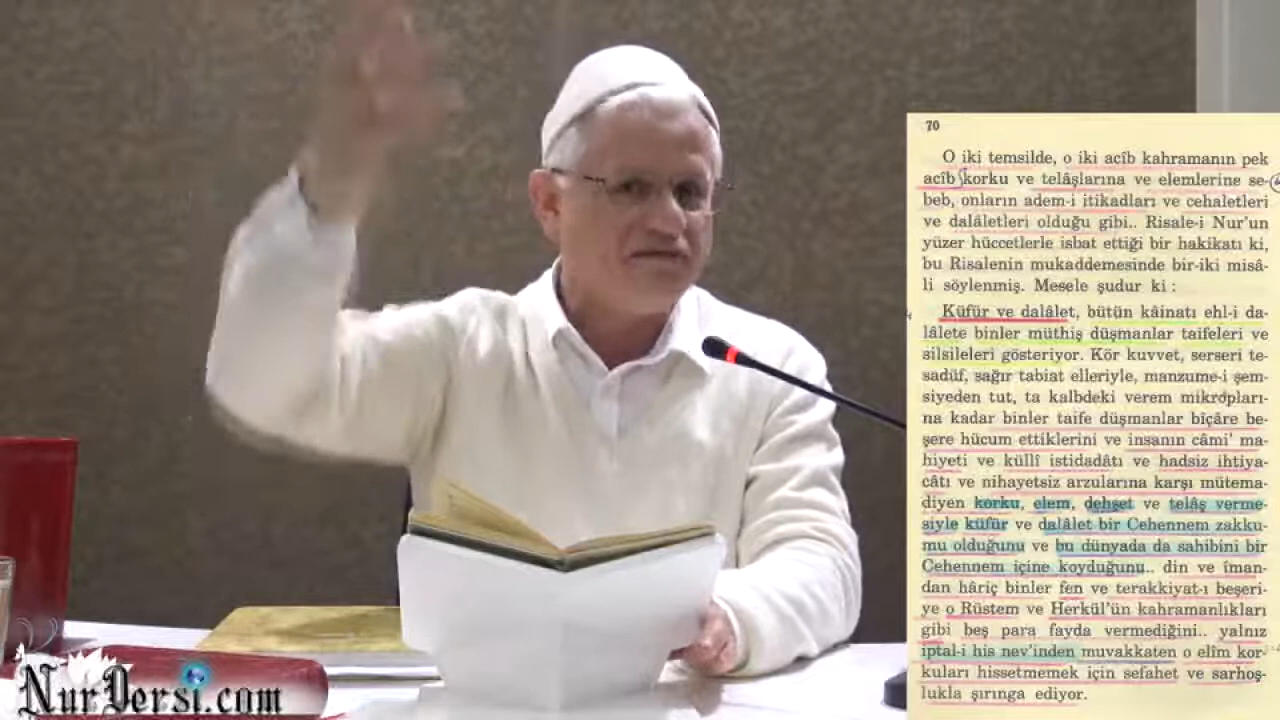 70
O iki temsilde, o iki acîb kahramanın pek
acîb korku ve telâşlarına ve elemlerine se-
beb, onların adem-i itikadları ve cehaletleri
ve dalâletleri olduğu gibi.. Risale-i Nur'un
yüzer hüccetlerle isbat ettiği bir hakikatı ki,
bu Risalenin mukaddemesinde bir-iki misâ-
li söylenmiş. Mesele şudur ki :
Küfür ve dalâlet, bütün kâinatı ehl-i da-
lâlete binler müthiş düşmanlar taifeleri ve
silsileleri gösteriyor. Kör kuvvet, serseri te-
sadüf, sağır tabiat elleriyle, manzume-i şem-
siyeden tut, ta kalbdeki verem mikropları-
na kadar binler taife düşmanlar bîçâre be-
şere hücum ettiklerini ve insanın câmi' ma-
hiyeti ve küllî istidadâtı ve hadsiz ihtiya-
câtı ve nihayetsiz arzularına karşı mütema-
diyen korku, elem, dehşet ve telâş verme-
siyle küfür ve dalâlet bir Cehennem zakku-
mu olduğunu ve bu dünyada da sahibini bir
Cehennem içine koyduğunu.. din ve îman-
dan hâriç binler fen ve terakkiyat-ı beşeri-
ye o Rüstem ve Herkül'ün kahramanlıkları
gibi beş para fayda vermediğini.. yalnız
iptal-i his nev'inden muvakkaten o elîm kor-
kuları hissetmemek için sefahet ve sarhoş-
lukla şırınga ediyor.
NurDersi.com